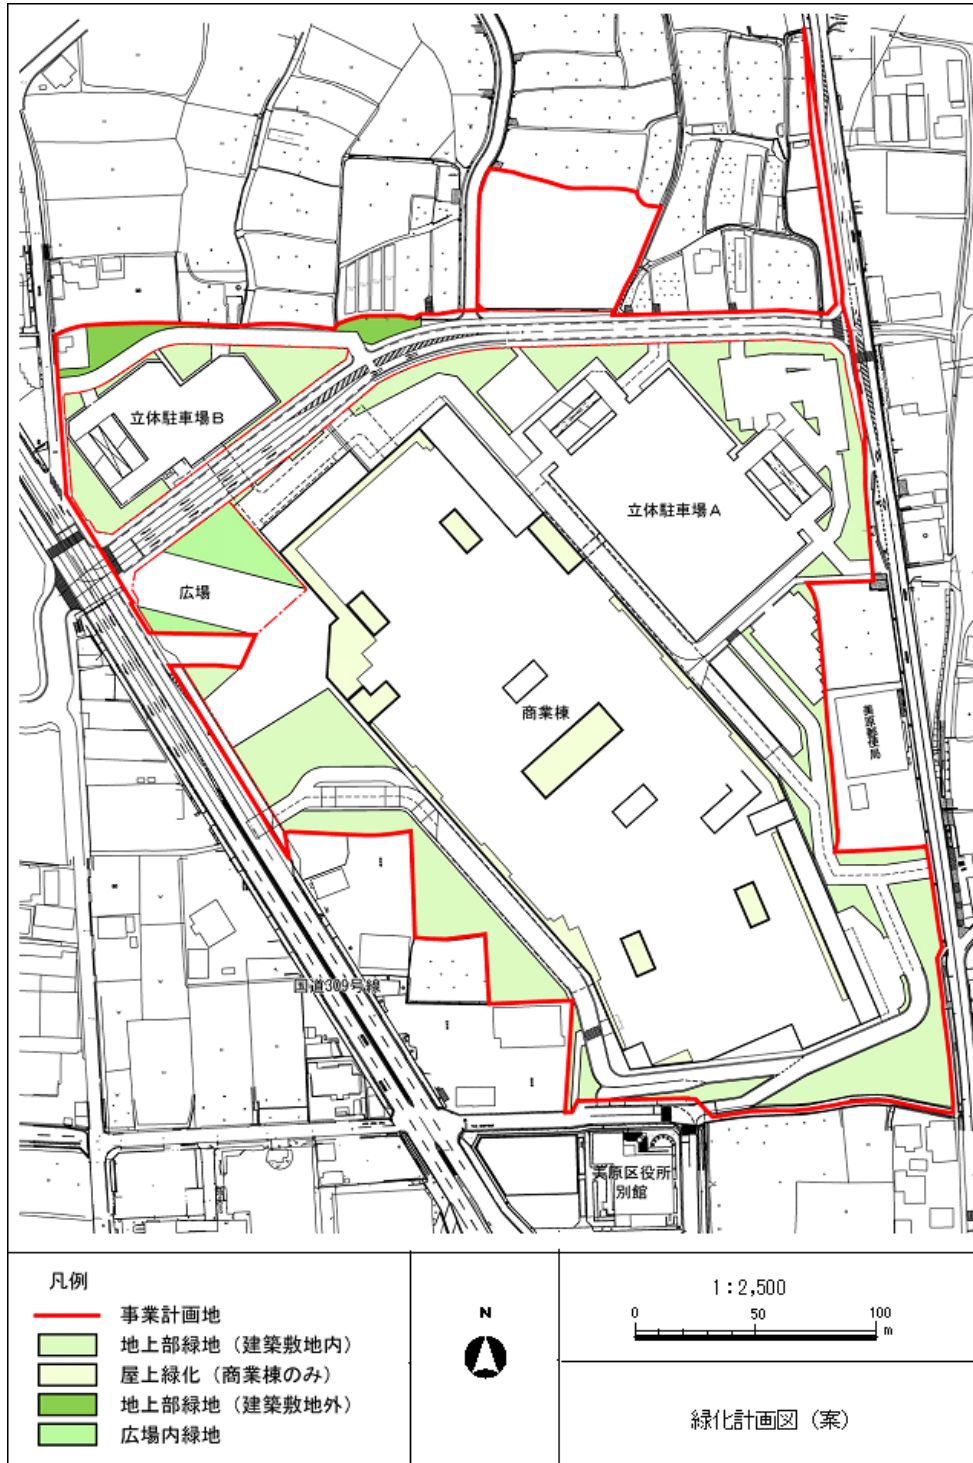 立体駐車場B
立体駐車場A
広場
商業棟
美原郵便局
国道309号線
美原区役所
別館
凡例
事業計画地
地上部緑地（建築敷地内）
屋上緑化（商業棟のみ）
地上部緑地（建築敷地外）
広場内緑地
N
1:2,500
0 50 100
m
緑化計画図（案）